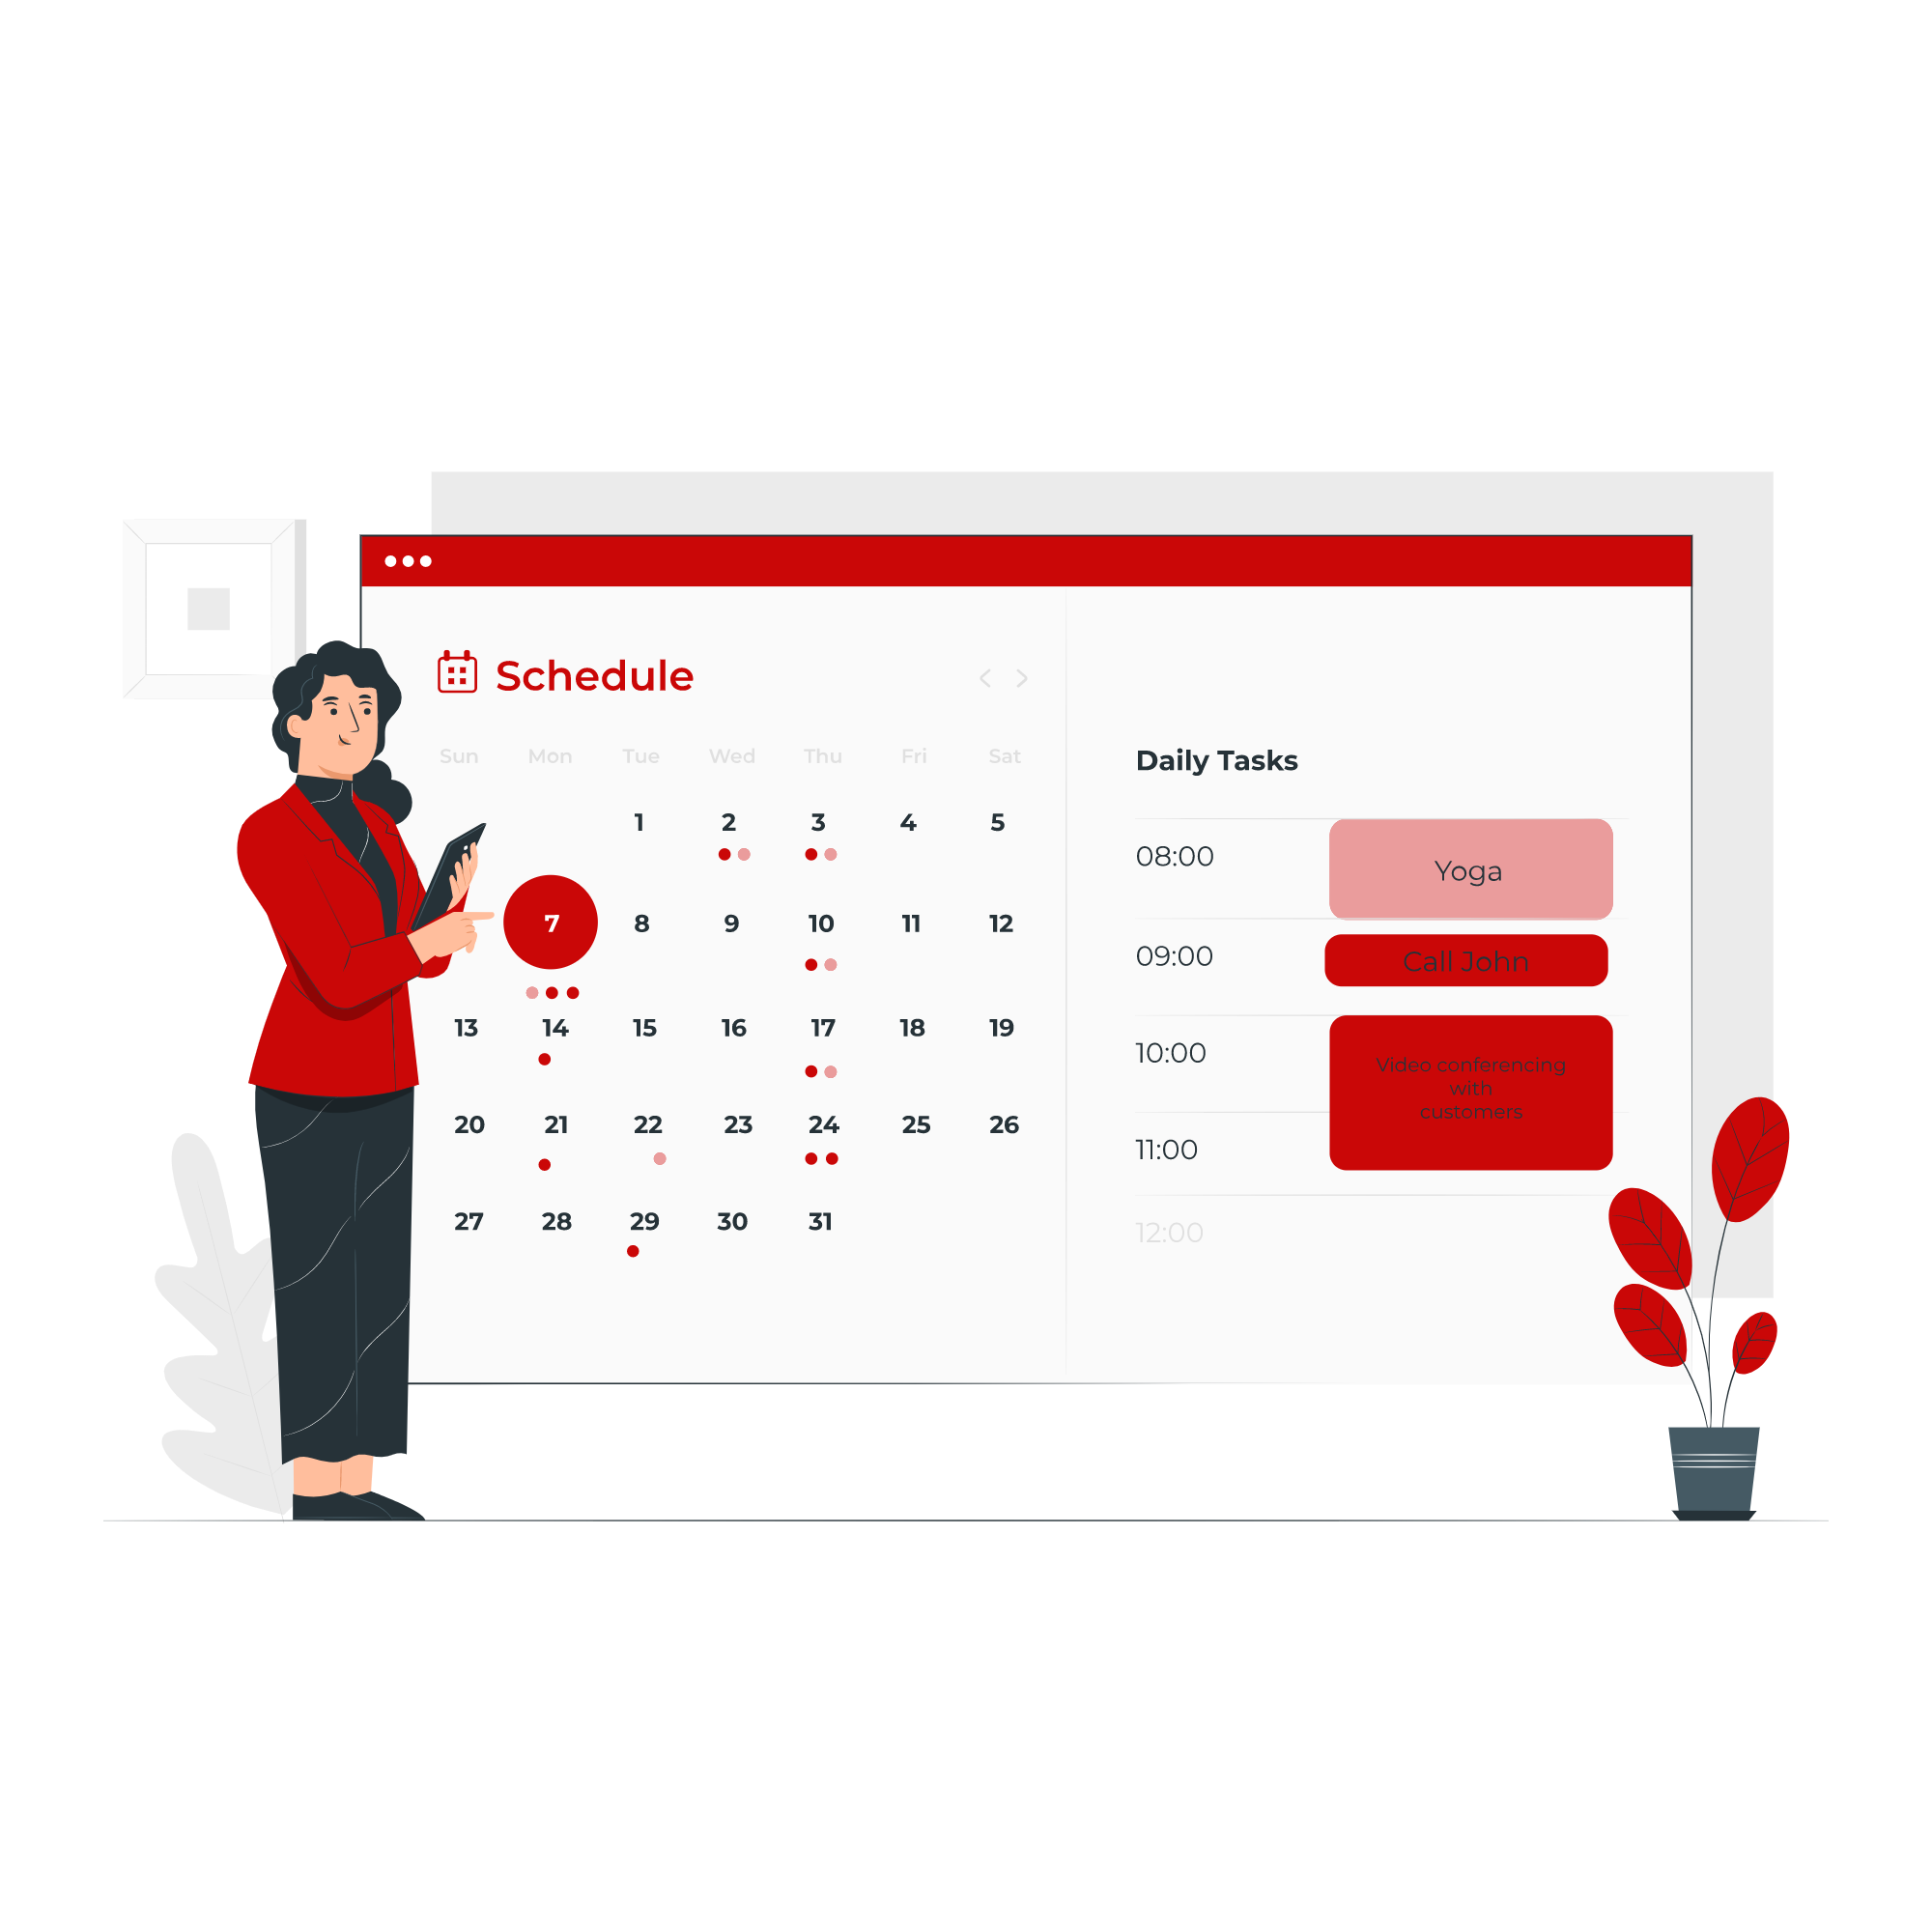 Schedule
Sun Mon Tue Wed Thu Fri Sat
1 2 3 4 5
7 8 9 10 11 12
13 14 15 16 17 18 19
20 21 22 23 24 25 26
27 28 29 30 31
Daily Tasks
08:00 Yoga
09:00 Call John
10:00
Video conferencing
with
customers
11:00
12:00